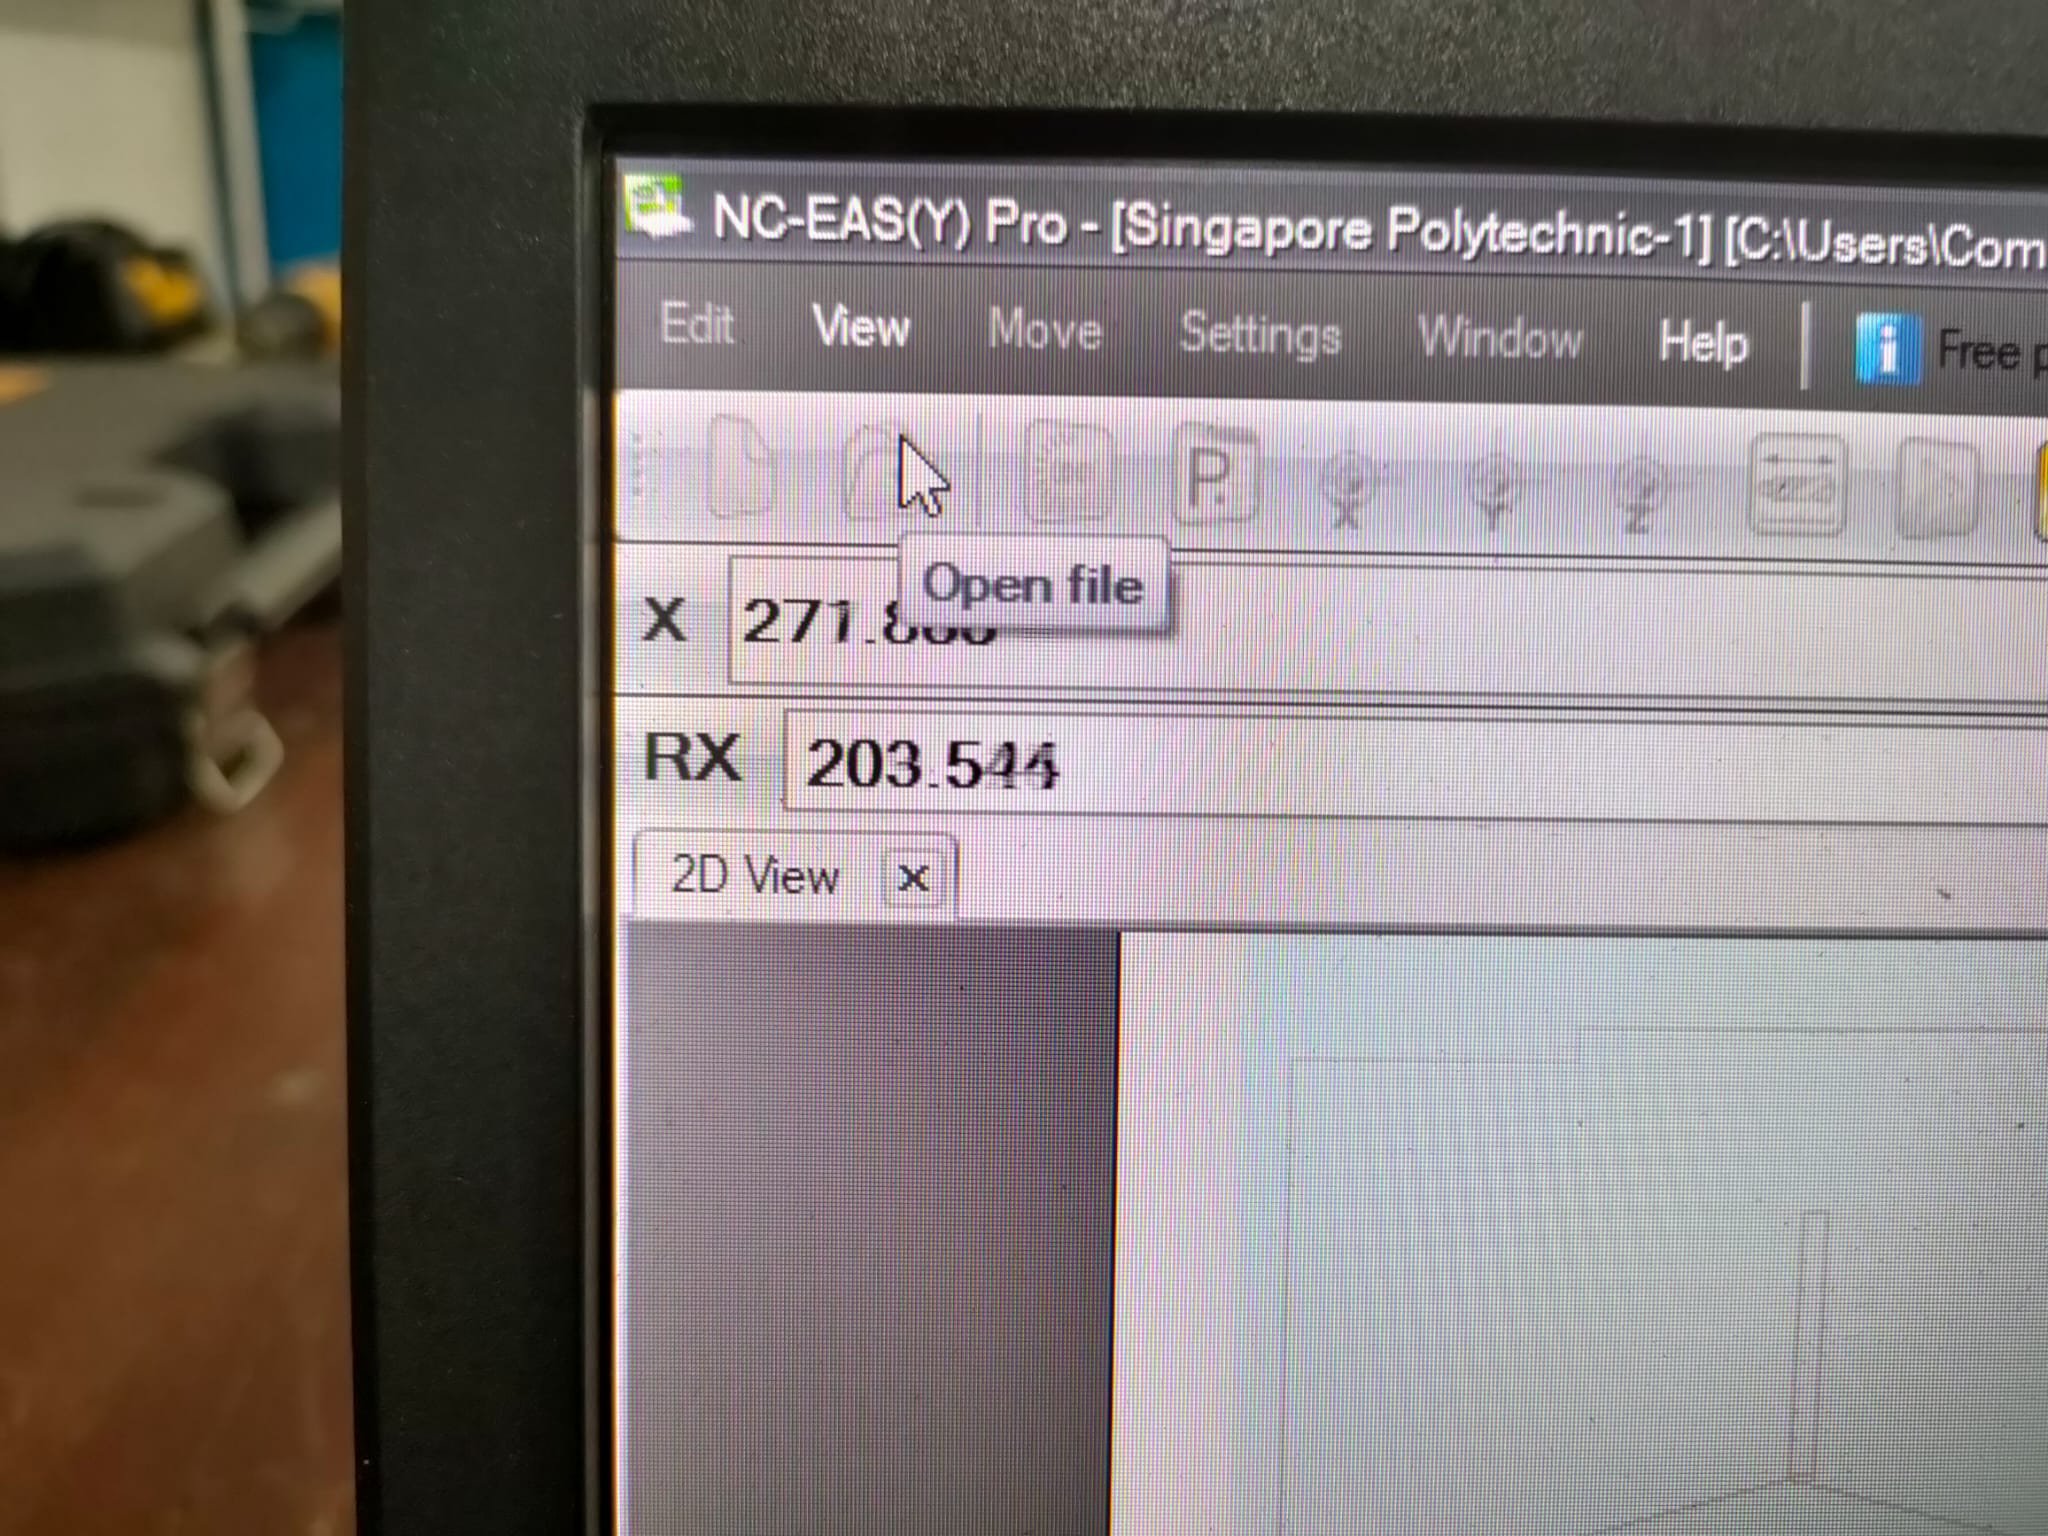 NC-EAS(Y) Pro - [Singapore Polytechnic-1] [C:\Users\Com
Edit View Move Settings Window Help Free
P. X Y Z
Open file
X
RX 203.544
2D View